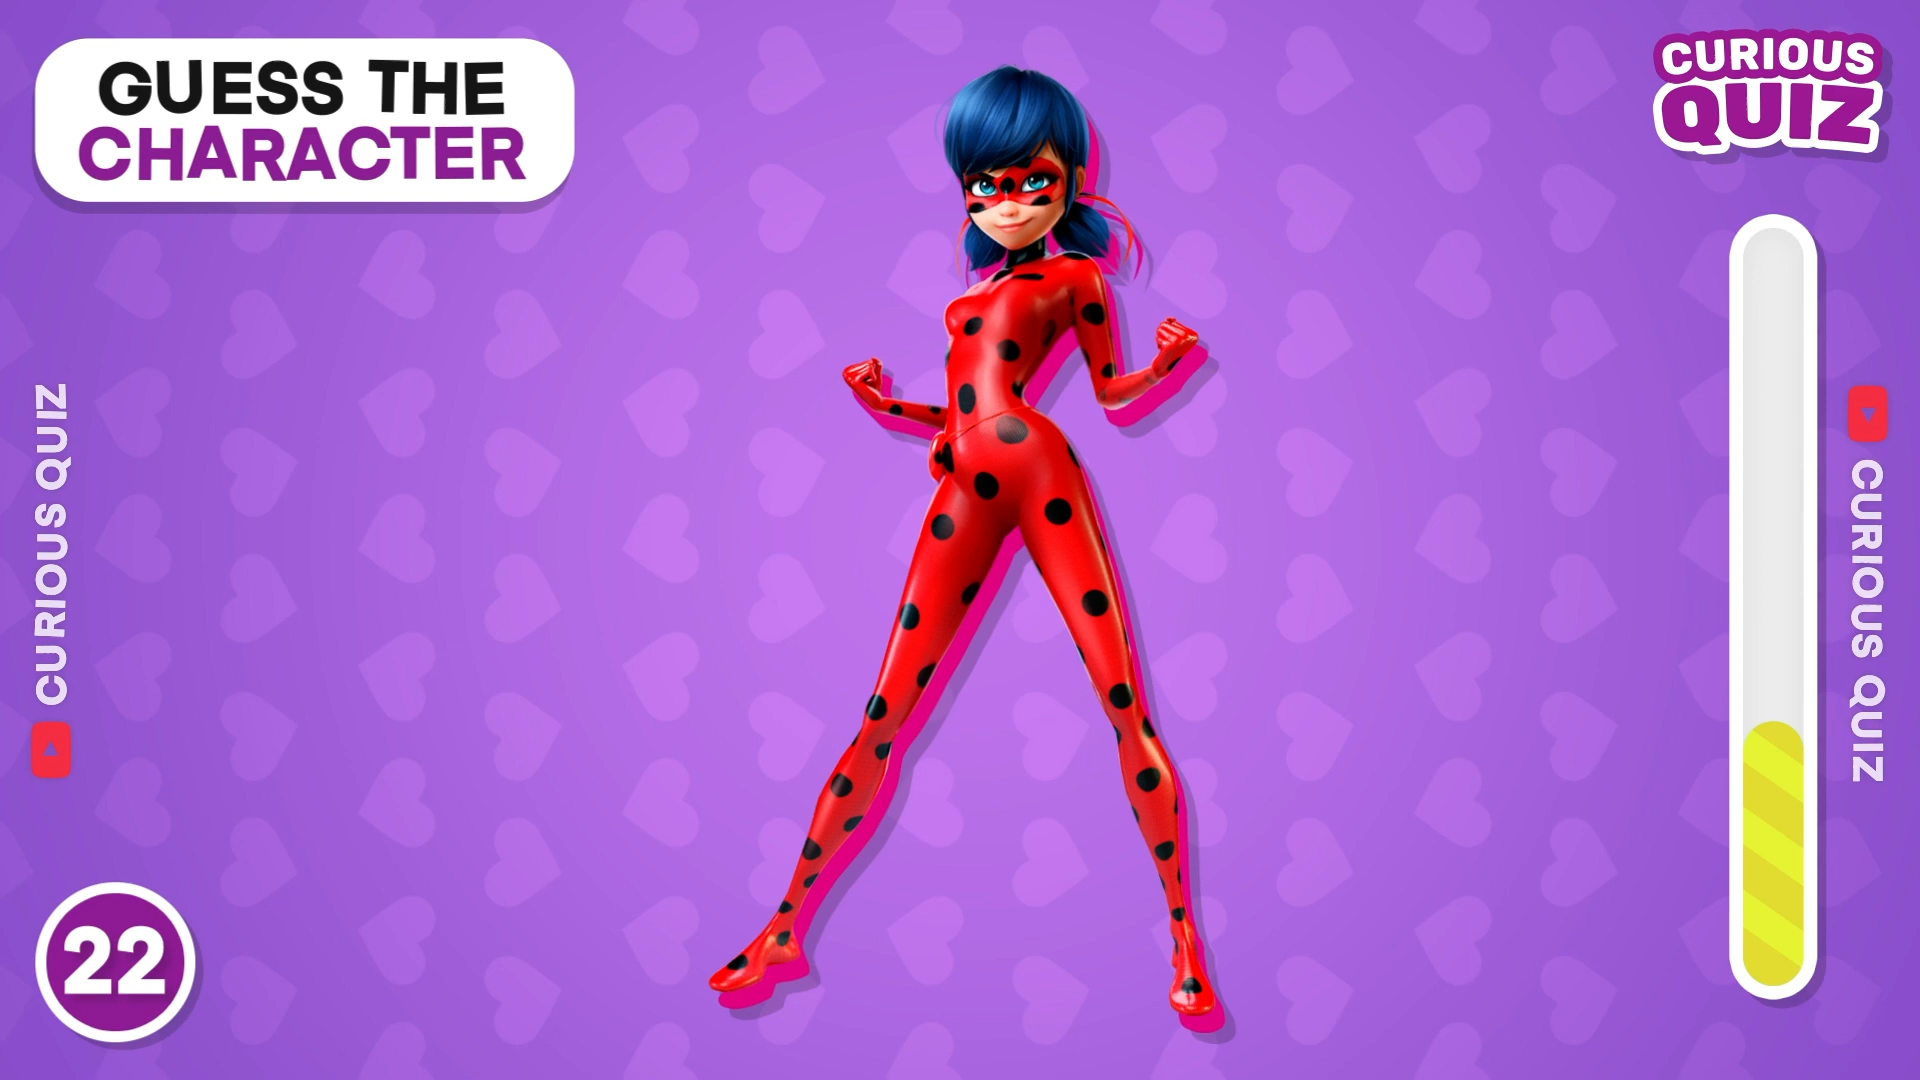 GUESS THE
CHARACTER
CURIOUS
QUIZ
CURIOUS QUIZ
CURIOUS QUIZ
22